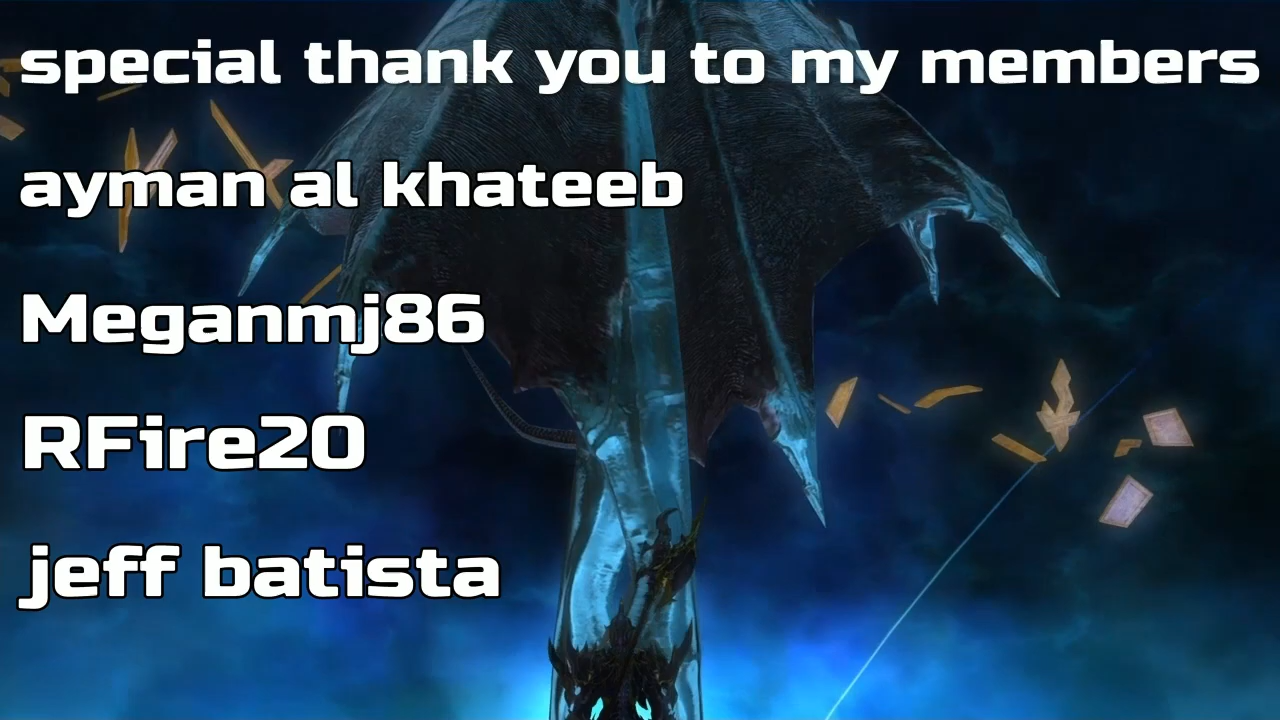 special thank you to my members
ayman al khateeb
Meganmj86
RFire20
jeff batista